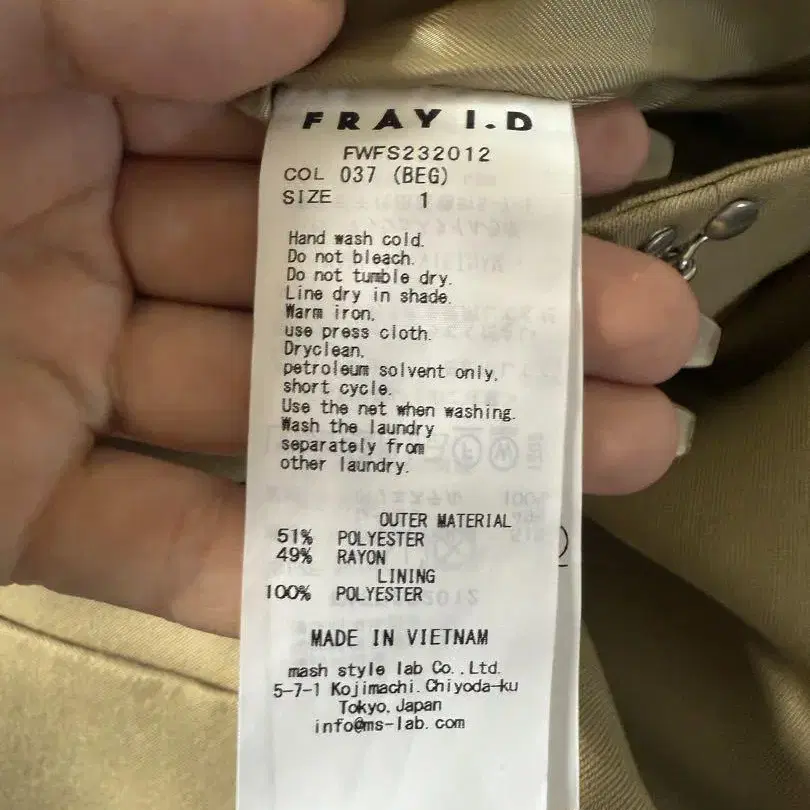 FRAY I.D
FWFS232012
COL 037 (BEG)
SIZE 1
Hand wash cold.
Do not bleach.
Do not tumble dry.
Line dry in shade.
Warm iron.
use press cloth.
Dryclean.
petroleum solvent only.
short cycle.
Use the net when washing.
Wash the laundry
separately from
other laundry.
OUTER MATERIAL
51% POLYESTER
49% RAYON
LINING
100% POLYESTER
MADE IN VIETNAM
mash style lab Co., Ltd.
5-7-1 Kojimachi. Chiyoda-ku
Tokyo, Japan
info@ms-lab.com